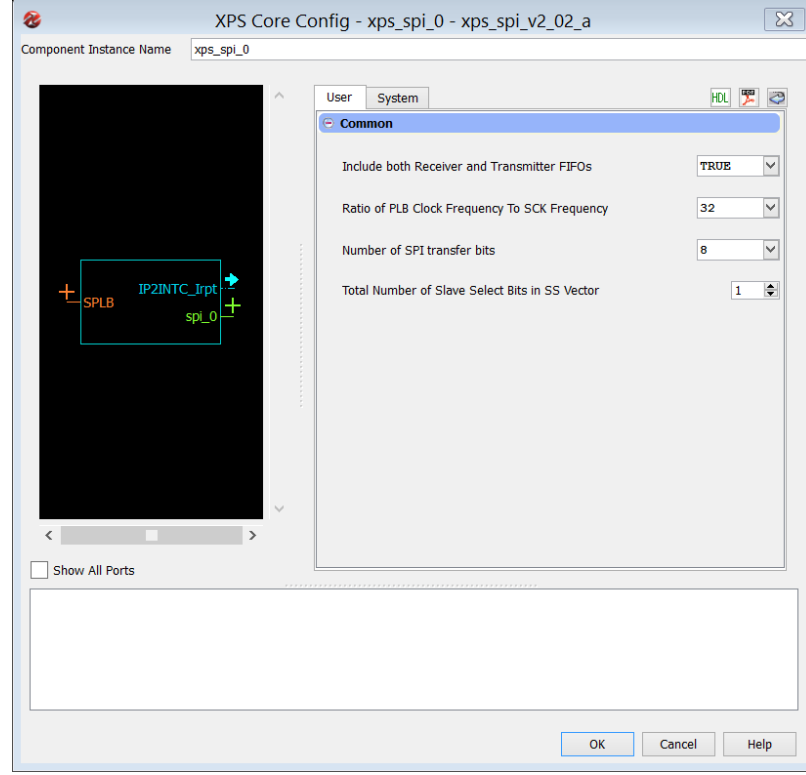 XPS Core Config - xps_spi_0 - xps_spi_v2_02_a
Component Instance Name xps_spi_0
User System
HDL
Common
Include both Receiver and Transmitter FIFOs TRUE
Ratio of PLB Clock Frequency To SCK Frequency 32
Number of SPI transfer bits 8
Total Number of Slave Select Bits in SS Vector 1
IP2INTC_Irpt
SPLB
spi_0
Show All Ports
OK Cancel Help